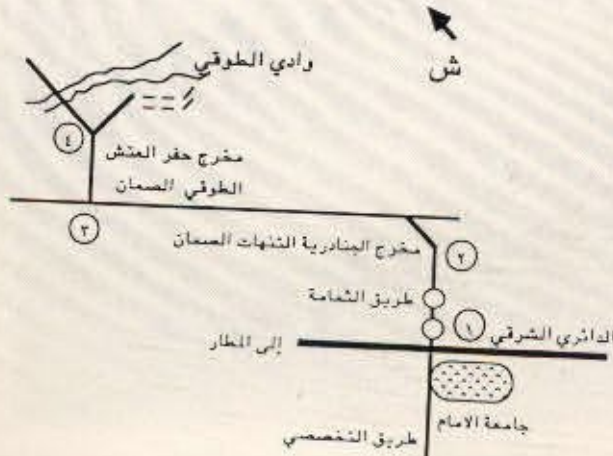 ش
وادي الطوقي
٤
مخرج حفر العتش
الطوقي الصمان
٣
مخرج الجنادرية الثنهات الصمان
٢
طريق الثمامة
١
الدائري الشرقي
إلى المطار
جامعة الامام
طريق التخصصي